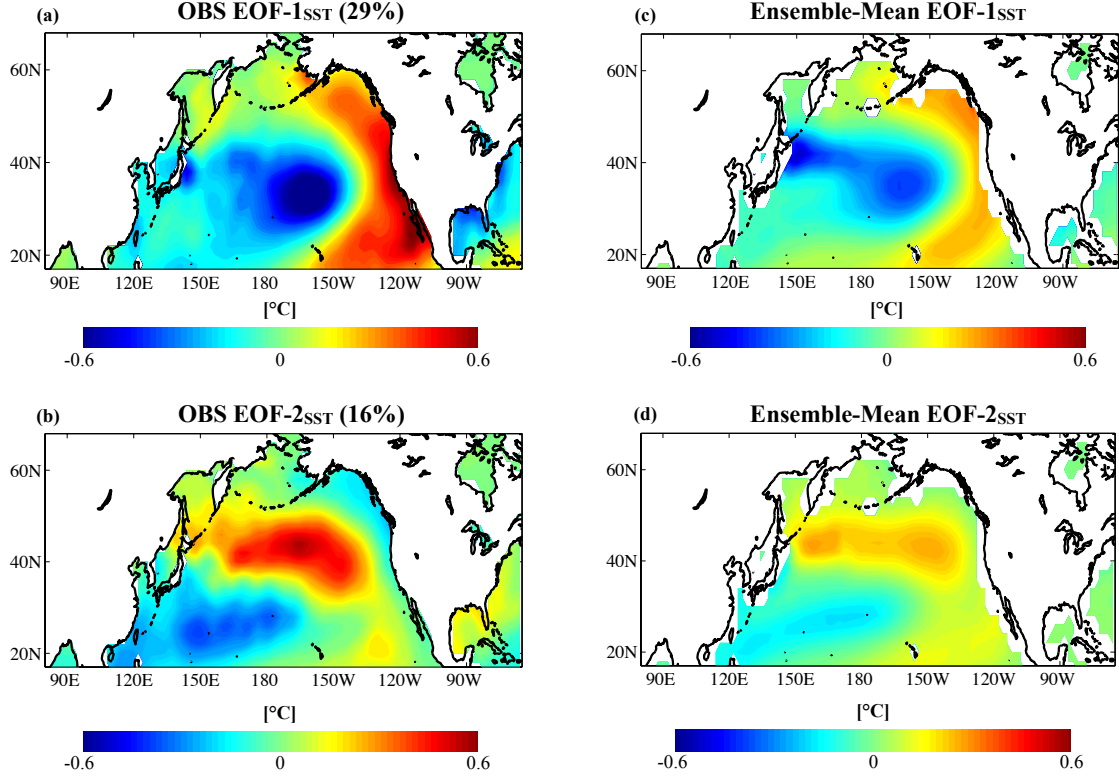 (a) OBS EOF-1SST (29%)
60N
40N
20N
90E 120E 150E 180 150W 120W 90W
[°C]
-0.6 0 0.6
(c) Ensemble-Mean EOF-1SST
60N
40N
20N
90E 120E 150E 180 150W 120W 90W
[°C]
-0.6 0 0.6
(b) OBS EOF-2SST (16%)
60N
40N
20N
90E 120E 150E 180 150W 120W 90W
[°C]
-0.6 0 0.6
(d) Ensemble-Mean EOF-2SST
60N
40N
20N
90E 120E 150E 180 150W 120W 90W
[°C]
-0.6 0 0.6